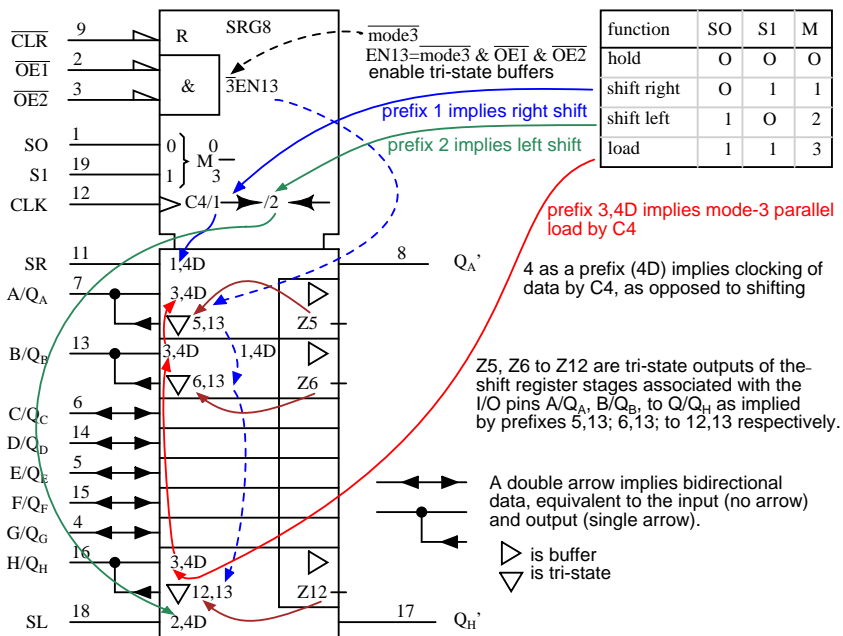 9
SRG8
CLR
R
2
OE1
&
3EN13
3
OE2
mode3
EN13=mode3 & OE1 & OE2
enable tri-state buffers
function SO S1 M
hold O O O
shift right O 1 1
shift left 1 O 2
load 1 1 3
prefix 1 implies right shift
prefix 2 implies left shift
1
SO
0
0
M
19
S1
1
3
12
CLK
C4/1
/2
prefix 3,4D implies mode-3 parallel
load by C4
11
SR
1,4D
8
QA’
4 as a prefix (4D) implies clocking of
data by C4, as opposed to shifting
7
A/QA
3,4D
5,13
Z5
13
B/QB
3,4D
1,4D
6,13
Z6
Z5, Z6 to Z12 are tri-state outputs of the
shift register stages associated with the
I/O pins A/QA, B/QB, to Q/QH as implied
by prefixes 5,13; 6,13; to 12,13 respectively.
6
C/QC
14
D/QD
5
E/QE
15
F/QF
4
G/QG
A double arrow implies bidirectional
data, equivalent to the input (no arrow)
and output (single arrow).
is buffer
is tri-state
16
H/QH
3,4D
12,13
Z12
18
SL
2,4D
17
QH’